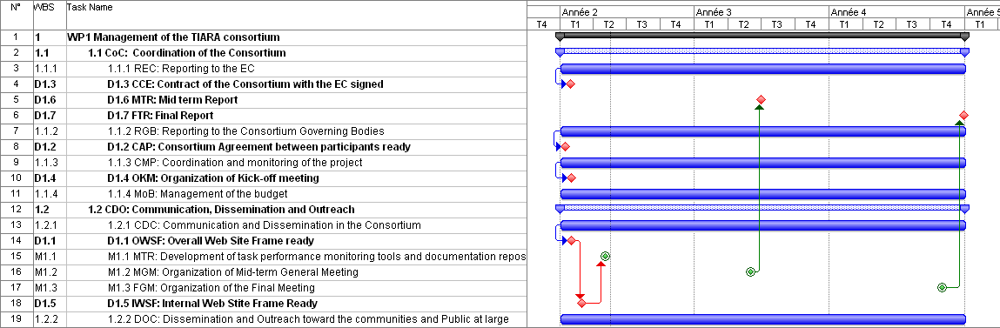 N° WBS Task Name
Année 2 Année 3 Année 4 Année 5
T4 T1 T2 T3 T4 T1 T2 T3 T4 T1 T2 T3 T4 T1
1 1 WP1 Management of the TIARA consortium
2 1.1 1.1 CoC: Coordination of the Consortium
3 1.1.1 1.1.1 REC: Reporting to the EC
4 D1.3 D1.3 CCE: Contract of the Consortium with the EC signed
5 D1.6 D1.6 MTR: Mid term Report
6 D1.7 D1.7 FTR: Final Report
7 1.1.2 1.1.2 RGB: Reporting to the Consortium Governing Bodies
8 D1.2 D1.2 CAP: Consortium Agreement between participants ready
9 1.1.3 1.1.3 CMP: Coordination and monitoring of the project
10 D1.4 D1.4 OKM: Organization of Kick-off meeting
11 1.1.4 1.1.4 MoB: Management of the budget
12 1.2 1.2 CDO: Communication, Dissemination and Outreach
13 1.2.1 1.2.1 CDC: Communication and Dissemination in the Consortium
14 D1.1 D1.1 OWSF: Overall Web Site Frame ready
15 M1.1 M1.1 MTR: Development of task performance monitoring tools and documentation repos
16 M1.2 M1.2 MGM: Organization of Mid-term General Meeting
17 M1.3 M1.3 FGM: Organization of the Final Meeting
18 D1.5 D1.5 IWSF: Internal Web Stite Frame Ready
19 1.2.2 1.2.2 DOC: Dissemination and Outreach toward the communities and Public at large